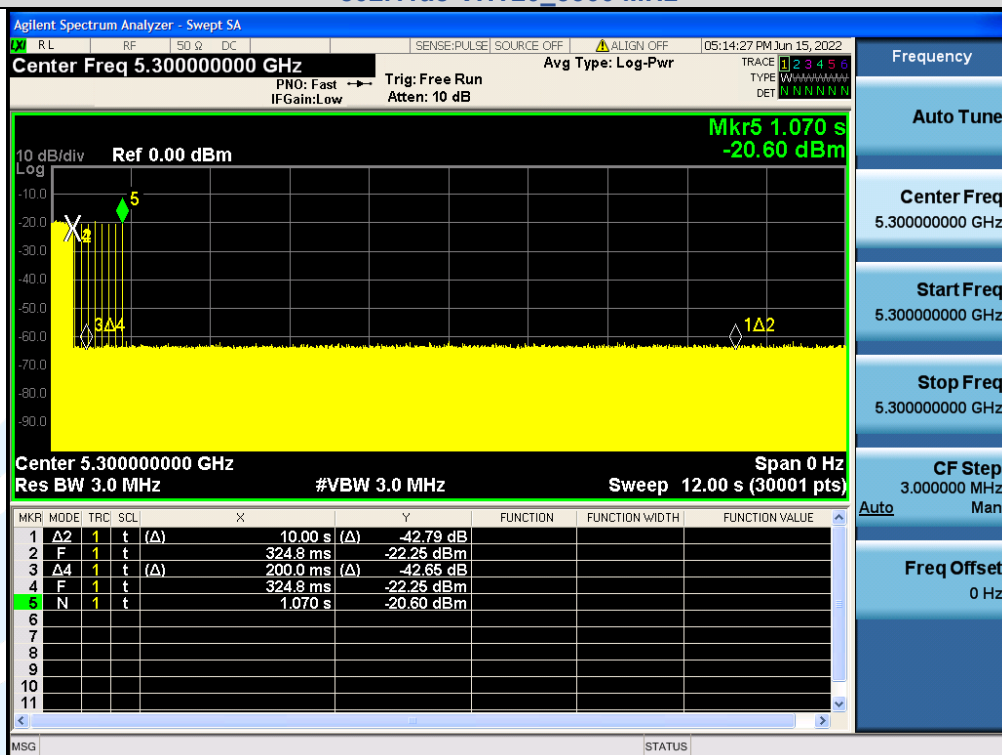 Agilent Spectrum Analyzer - Swept SA
LXI RL RF 50 Ω DC SENSE:PULSE SOURCE OFF ALIGN OFF 05:14:27 PM Jun 15, 2022
Center Freq 5.300000000 GHz
PNO: Fast
IFGain:Low
Trig: Free Run
Atten: 10 dB
Avg Type: Log-Pwr
TRACE 1 2 3 4 5 6
TYPE WWWWWW
DET N N N N N N
Mkr5 1.070 s
-20.60 dBm
10 dB/div Ref 0.00 dBm
Log
-10.0
-20.0
-30.0
-40.0
-50.0
-60.0
-70.0
-80.0
-90.0
5
3Δ4
1Δ2
Center 5.300000000 GHz Span 0 Hz
Res BW 3.0 MHz #VBW 3.0 MHz Sweep 12.00 s (30001 pts)
MKR MODE TRC SCL X Y FUNCTION FUNCTION WIDTH FUNCTION VALUE
1 Δ2 1 t (Δ) 10.00 s (Δ) -42.79 dB
2 F 1 t 324.8 ms -22.25 dBm
3 Δ4 1 t (Δ) 200.0 ms (Δ) -42.65 dB
4 F 1 t 324.8 ms -22.25 dBm
5 N 1 t 1.070 s -20.60 dBm
6
7
8
9
10
11
MSG STATUS
Frequency
Auto Tune
Center Freq
5.300000000 GHz
Start Freq
5.300000000 GHz
Stop Freq
5.300000000 GHz
CF Step
3.000000 MHz
Auto Man
Freq Offset
0 Hz